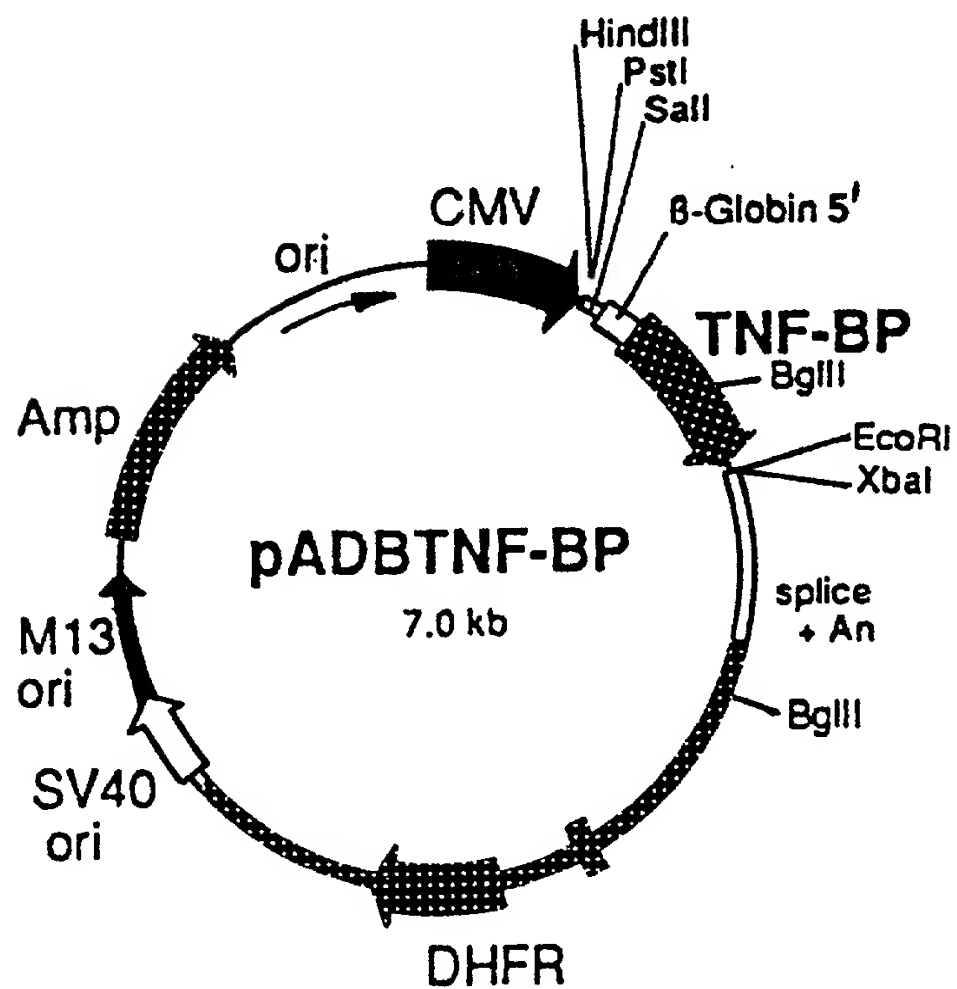 HindIII
PstI
SalI
CMV
β-Globin 5'
ori
TNF-BP
BglII
Amp
EcoRI
XbaI
pADBTNF-BP
7.0 kb
splice
+ An
M13
ori
BglII
SV40
ori
DHFR